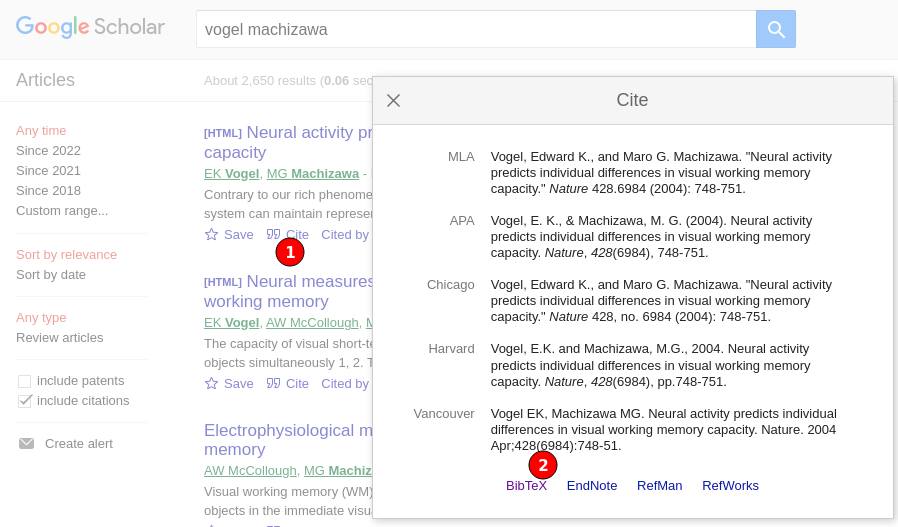 Google Scholar
vogel machizawa
Articles
About 2,650 results (0.06 sec
Any time
Since 2022
Since 2021
Since 2018
Custom range...
Sort by relevance
Sort by date
Any type
Review articles
include patents
include citations
Create alert
[HTML] Neural activity pr
capacity
EK Vogel, MG Machizawa -
Contrary to our rich phenome
system can maintain represer
Save Cite Cited by
1
[HTML] Neural measures
working memory
EK Vogel, AW McCollough, M
The capacity of visual short-te
objects simultaneously 1, 2. T
Save Cite Cited by
Electrophysiological m
memory
AW McCollough, MG Machiz
Visual working memory (WM)
objects in the immediate visua
Cite
MLA Vogel, Edward K., and Maro G. Machizawa. "Neural activity
predicts individual differences in visual working memory
capacity." Nature 428.6984 (2004): 748-751.
APA Vogel, E. K., & Machizawa, M. G. (2004). Neural activity
predicts individual differences in visual working memory
capacity. Nature, 428(6984), 748-751.
Chicago Vogel, Edward K., and Maro G. Machizawa. "Neural activity
predicts individual differences in visual working memory
capacity." Nature 428, no. 6984 (2004): 748-751.
Harvard Vogel, E.K. and Machizawa, M.G., 2004. Neural activity
predicts individual differences in visual working memory
capacity. Nature, 428(6984), pp.748-751.
Vancouver Vogel EK, Machizawa MG. Neural activity predicts individual
differences in visual working memory capacity. Nature. 2004
Apr;428(6984):748-51.
2
BibTeX EndNote RefMan RefWorks